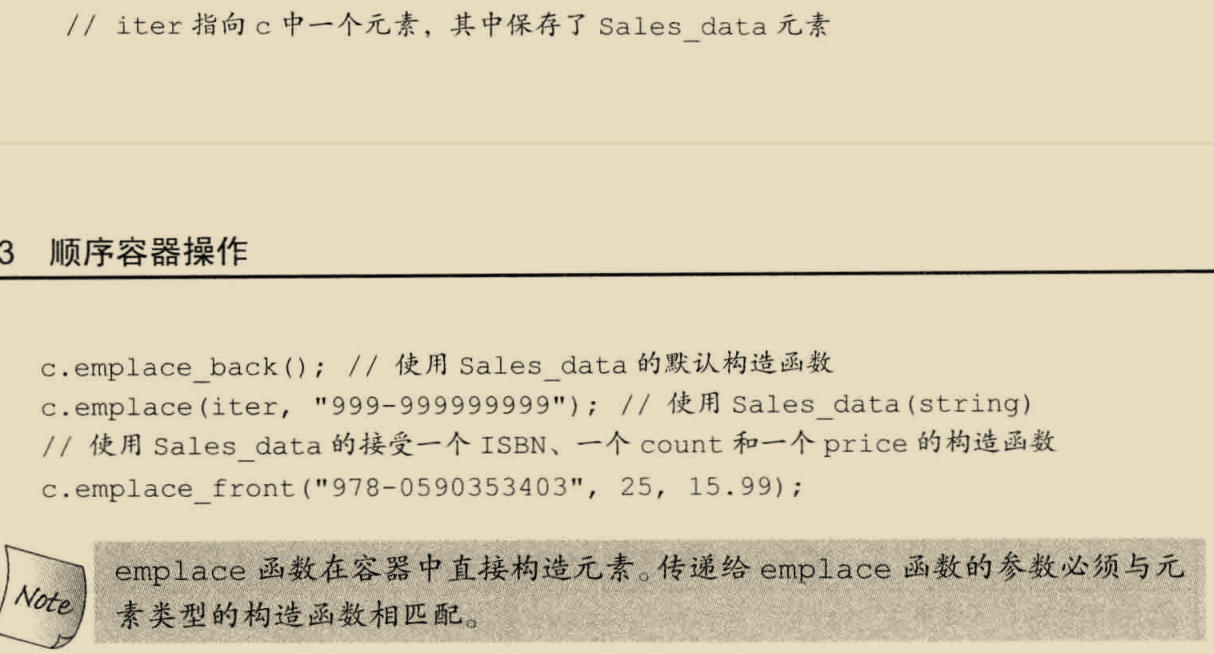 // iter 指向 c 中一个元素，其中保存了 Sales_data 元素
3 顺序容器操作
c.emplace_back(); // 使用 Sales_data 的默认构造函数
c.emplace(iter, "999-999999999"); // 使用 Sales_data(string)
// 使用 Sales_data 的接受一个 ISBN、一个 count 和一个 price 的构造函数
c.emplace_front("978-0590353403", 25, 15.99);
Note
emplace 函数在容器中直接构造元素。传递给 emplace 函数的参数必须与元
素类型的构造函数相匹配。